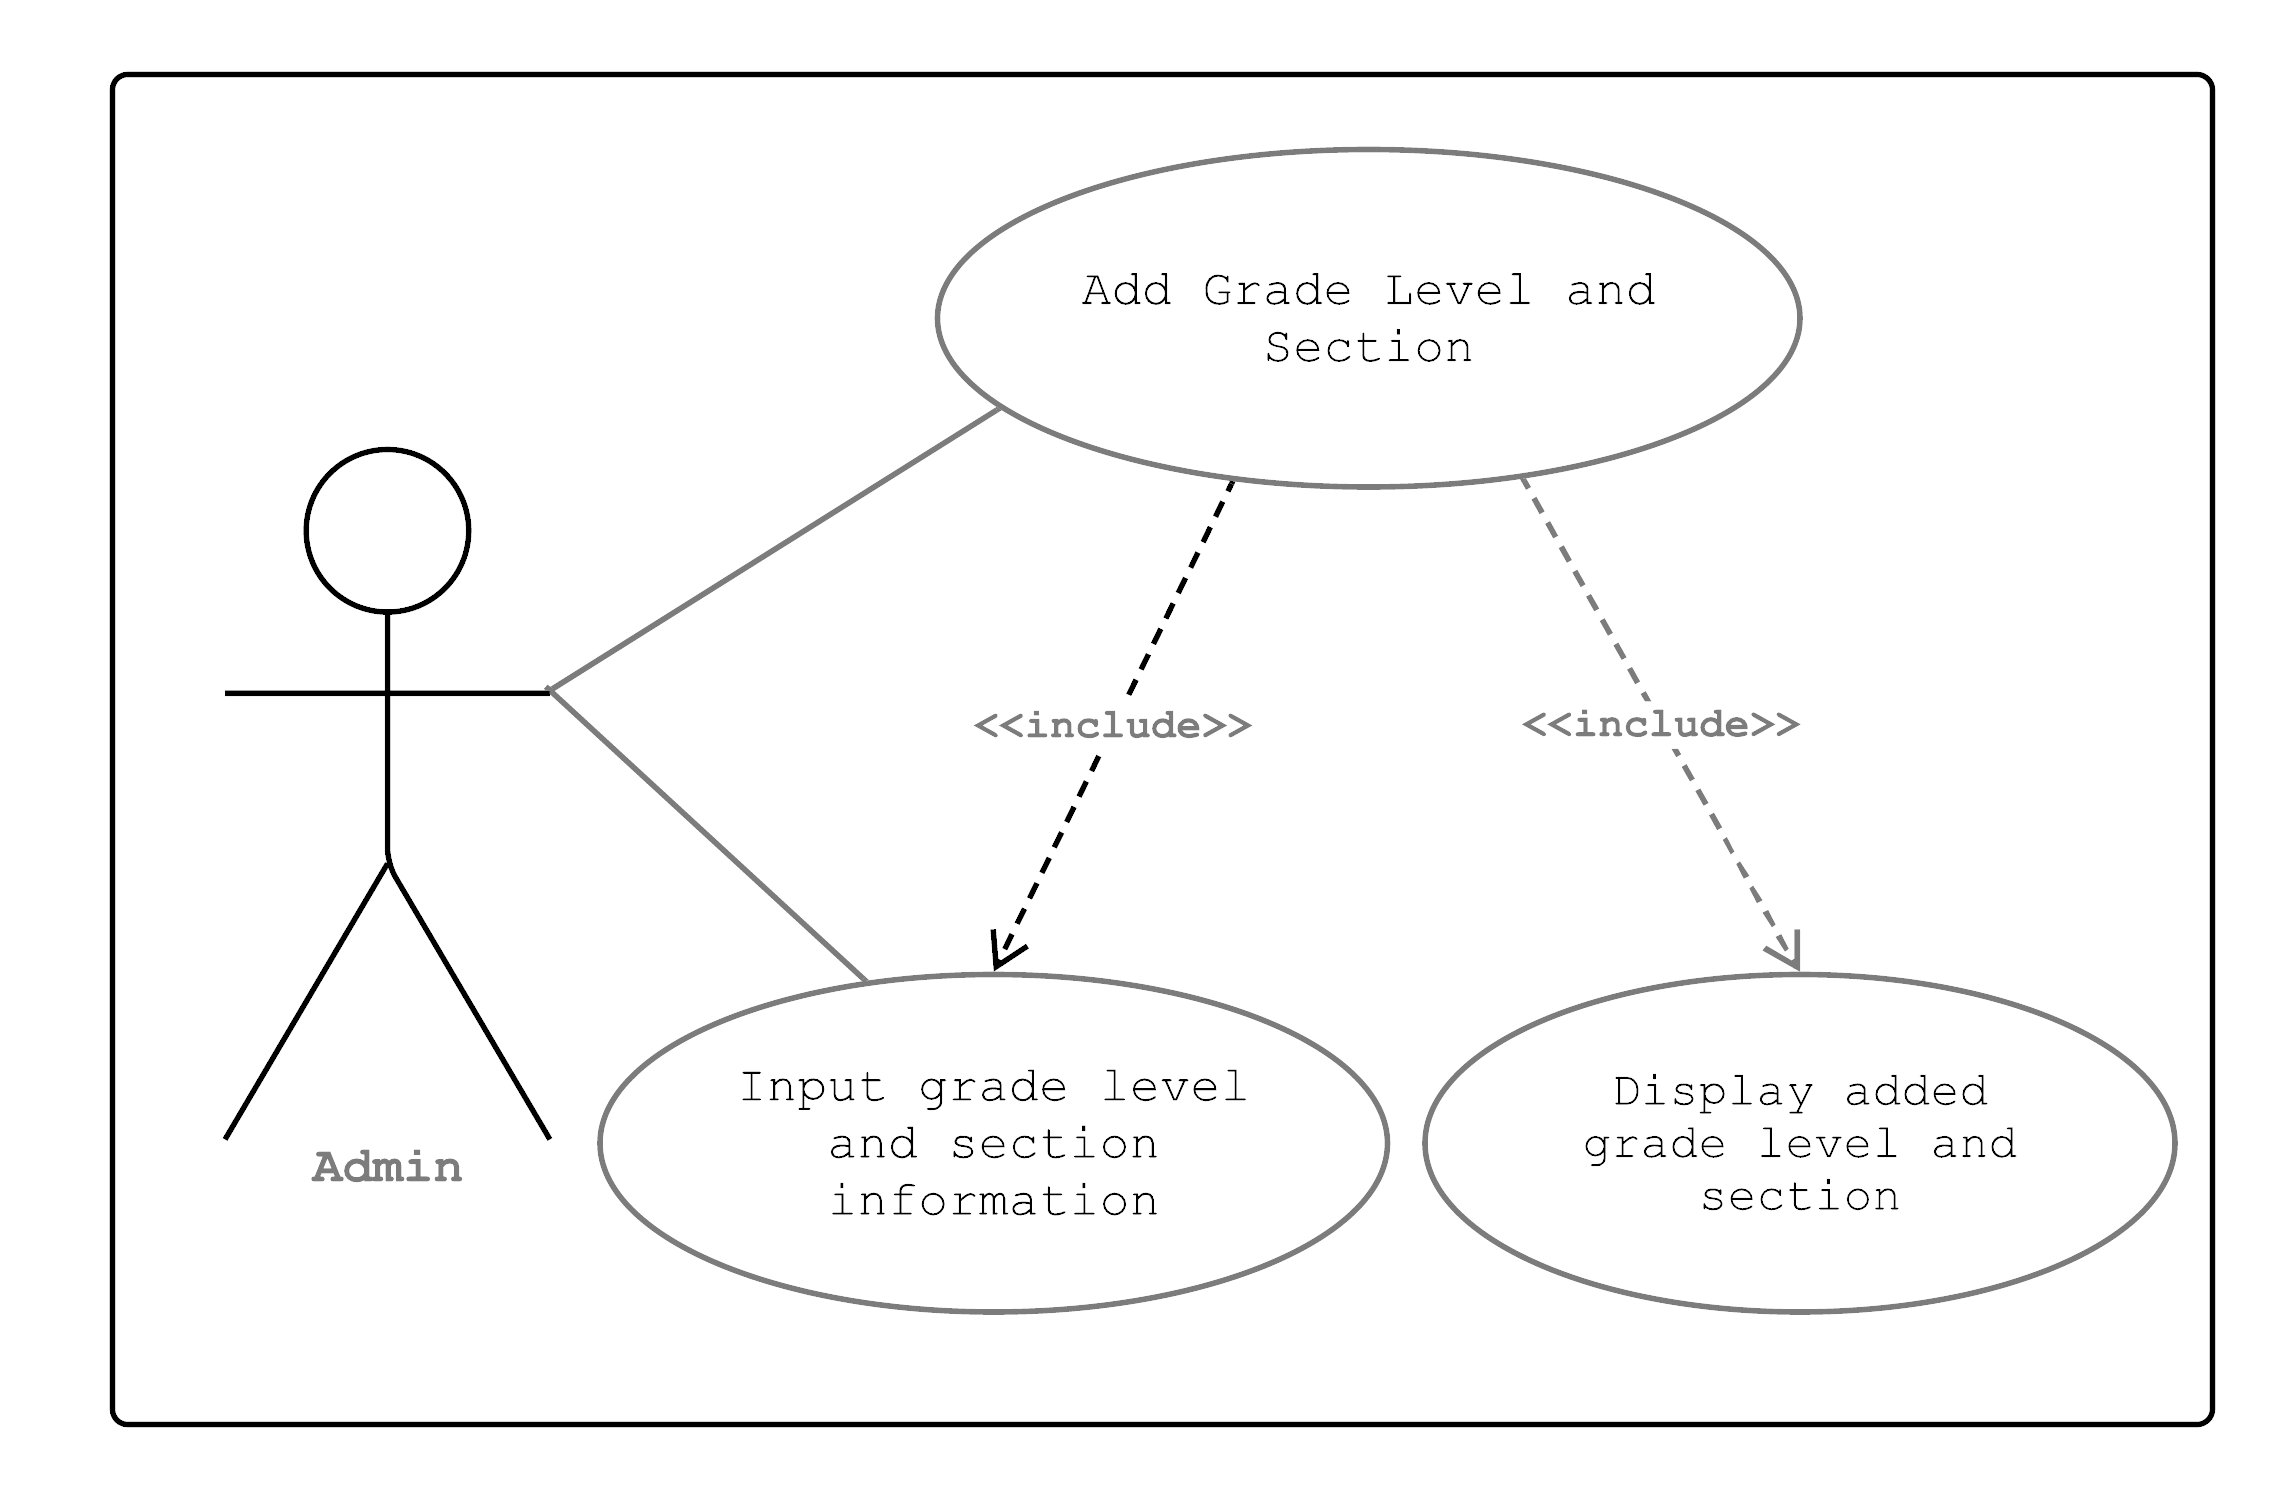 Add Grade Level and
Section
<<include>>
<<include>>
Input grade level
and section
information
Display added
grade level and
section
Admin